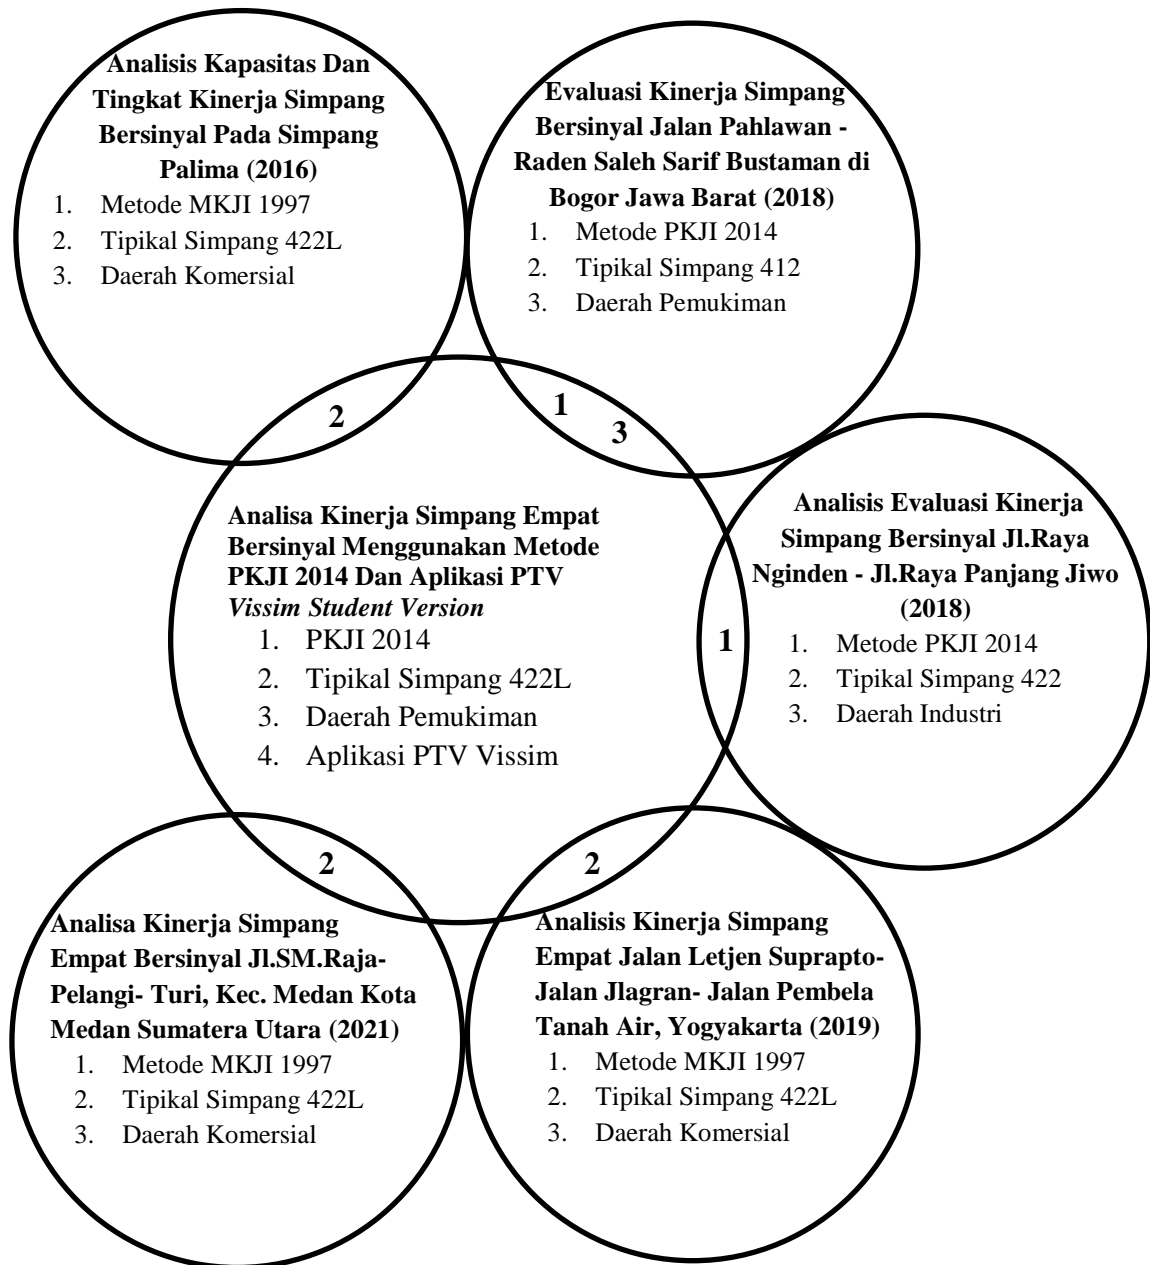 Analisis Kapasitas Dan
Tingkat Kinerja Simpang
Bersinyal Pada Simpang
Palima (2016)
1. Metode MKJI 1997
2. Tipikal Simpang 422L
3. Daerah Komersial
Evaluasi Kinerja Simpang
Bersinyal Jalan Pahlawan -
Raden Saleh Sarif Bustaman di
Bogor Jawa Barat (2018)
1. Metode PKJI 2014
2. Tipikal Simpang 412
3. Daerah Pemukiman
2
1
3
Analisa Kinerja Simpang Empat
Bersinyal Menggunakan Metode
PKJI 2014 Dan Aplikasi PTV
Vissim Student Version
1. PKJI 2014
2. Tipikal Simpang 422L
3. Daerah Pemukiman
4. Aplikasi PTV Vissim
1
Analisis Evaluasi Kinerja
Simpang Bersinyal Jl.Raya
Nginden - Jl.Raya Panjang Jiwo
(2018)
1. Metode PKJI 2014
2. Tipikal Simpang 422
3. Daerah Industri
2
2
Analisa Kinerja Simpang
Empat Bersinyal Jl.SM.Raja-
Pelangi- Turi, Kec. Medan Kota
Medan Sumatera Utara (2021)
1. Metode MKJI 1997
2. Tipikal Simpang 422L
3. Daerah Komersial
Analisis Kinerja Simpang
Empat Jalan Letjen Suprapto-
Jalan Jlagran- Jalan Pembela
Tanah Air, Yogyakarta (2019)
1. Metode MKJI 1997
2. Tipikal Simpang 422L
3. Daerah Komersial